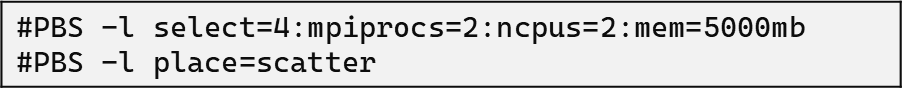 #PBS -l select=4:mpiprocs=2:ncpus=2:mem=5000mb
#PBS -l place=scatter